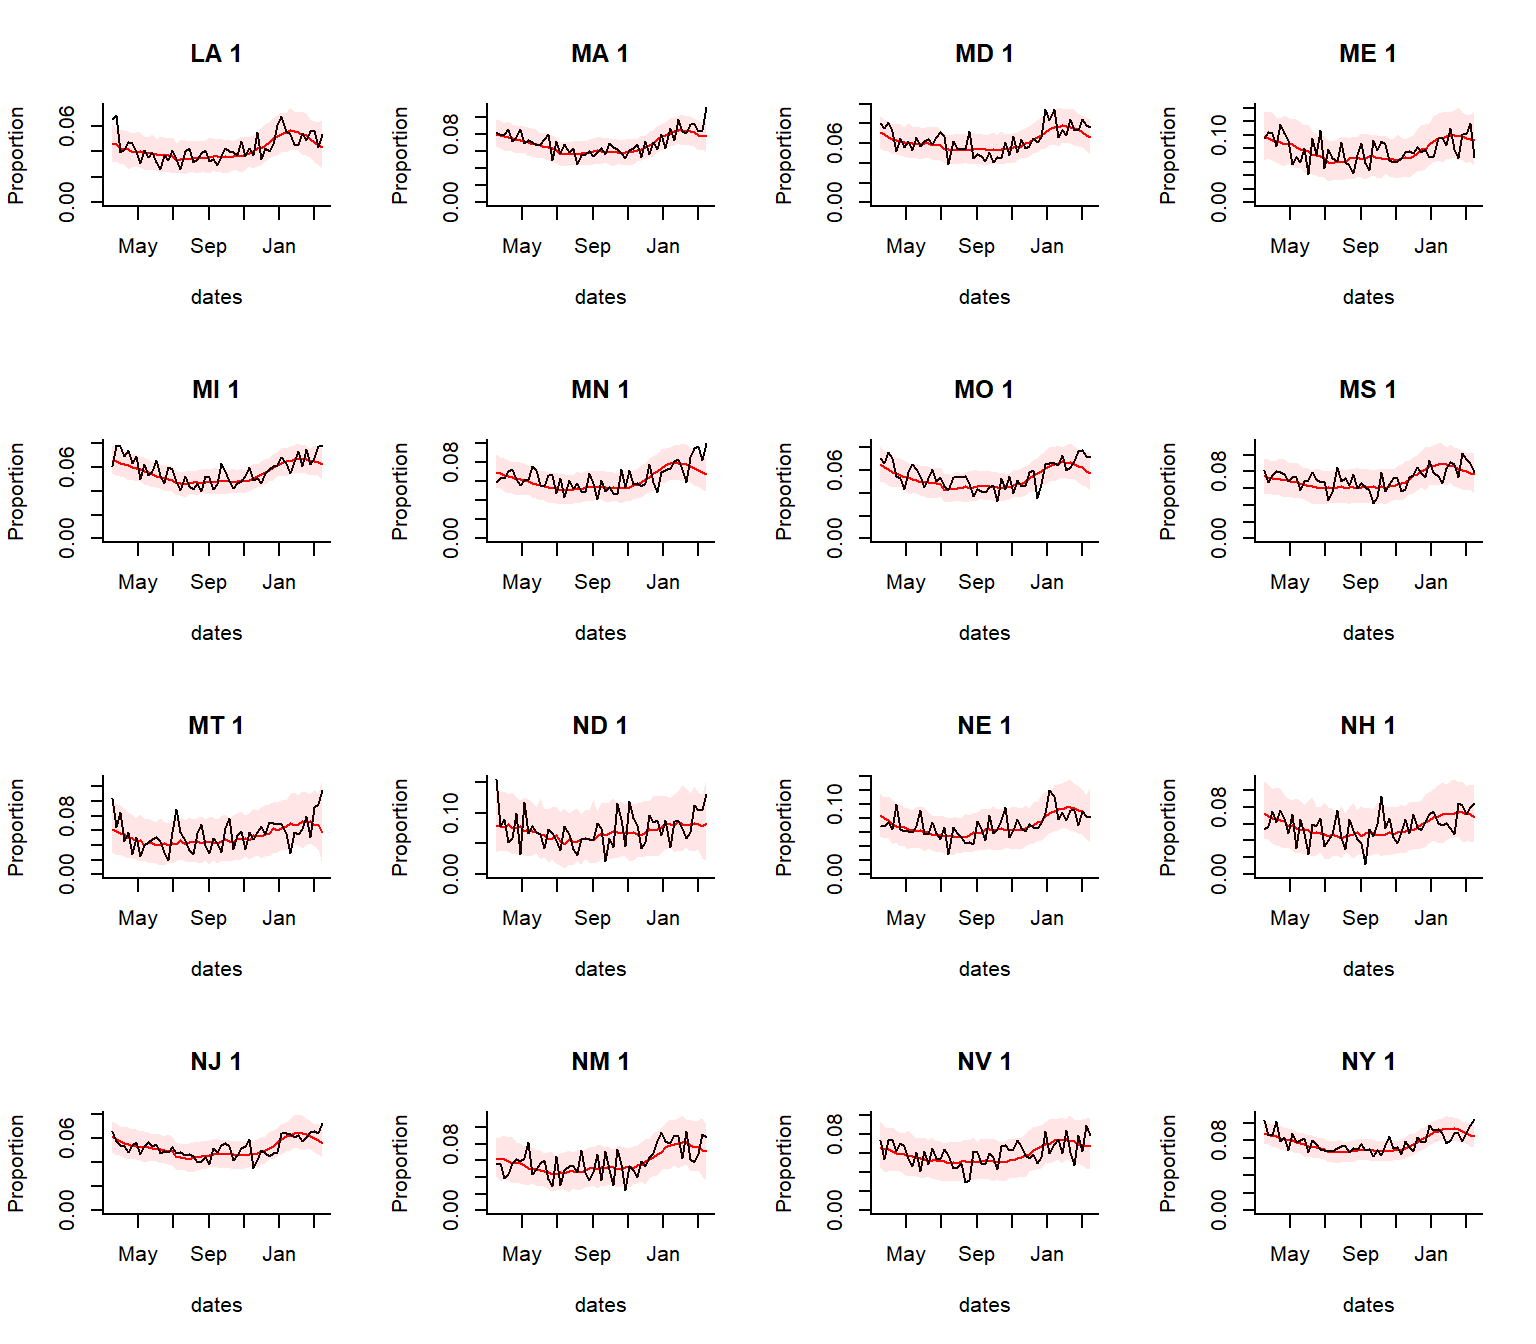 LA 1 MA 1 MD 1 ME 1
Proportion 0.00 0.06 Proportion 0.00 0.08 Proportion 0.00 0.06 Proportion 0.00 0.10
May Sep Jan May Sep Jan May Sep Jan May Sep Jan
dates dates dates dates
MI 1 MN 1 MO 1 MS 1
Proportion 0.00 0.06 Proportion 0.00 0.08 Proportion 0.00 0.06 Proportion 0.00 0.08
May Sep Jan May Sep Jan May Sep Jan May Sep Jan
dates dates dates dates
MT 1 ND 1 NE 1 NH 1
Proportion 0.00 0.08 Proportion 0.00 0.10 Proportion 0.00 0.10 Proportion 0.00 0.08
May Sep Jan May Sep Jan May Sep Jan May Sep Jan
dates dates dates dates
NJ 1 NM 1 NV 1 NY 1
Proportion 0.00 0.06 Proportion 0.00 0.08 Proportion 0.00 0.08 Proportion 0.00 0.08
May Sep Jan May Sep Jan May Sep Jan May Sep Jan
dates dates dates dates